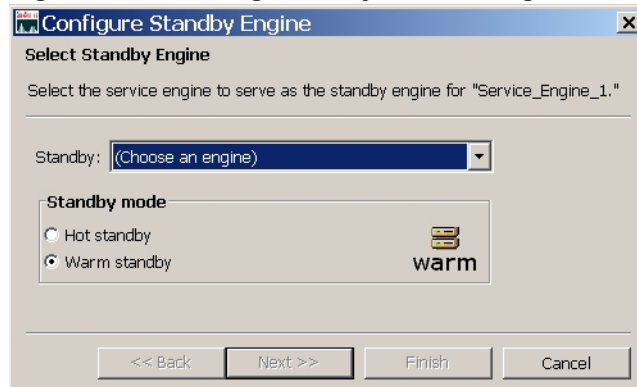 Configure Standby Engine
Select Standby Engine
Select the service engine to serve as the standby engine for "Service_Engine_1."
Standby: (Choose an engine)
Standby mode
Hot standby
Warm standby
warm
<< Back Next >> Finish Cancel